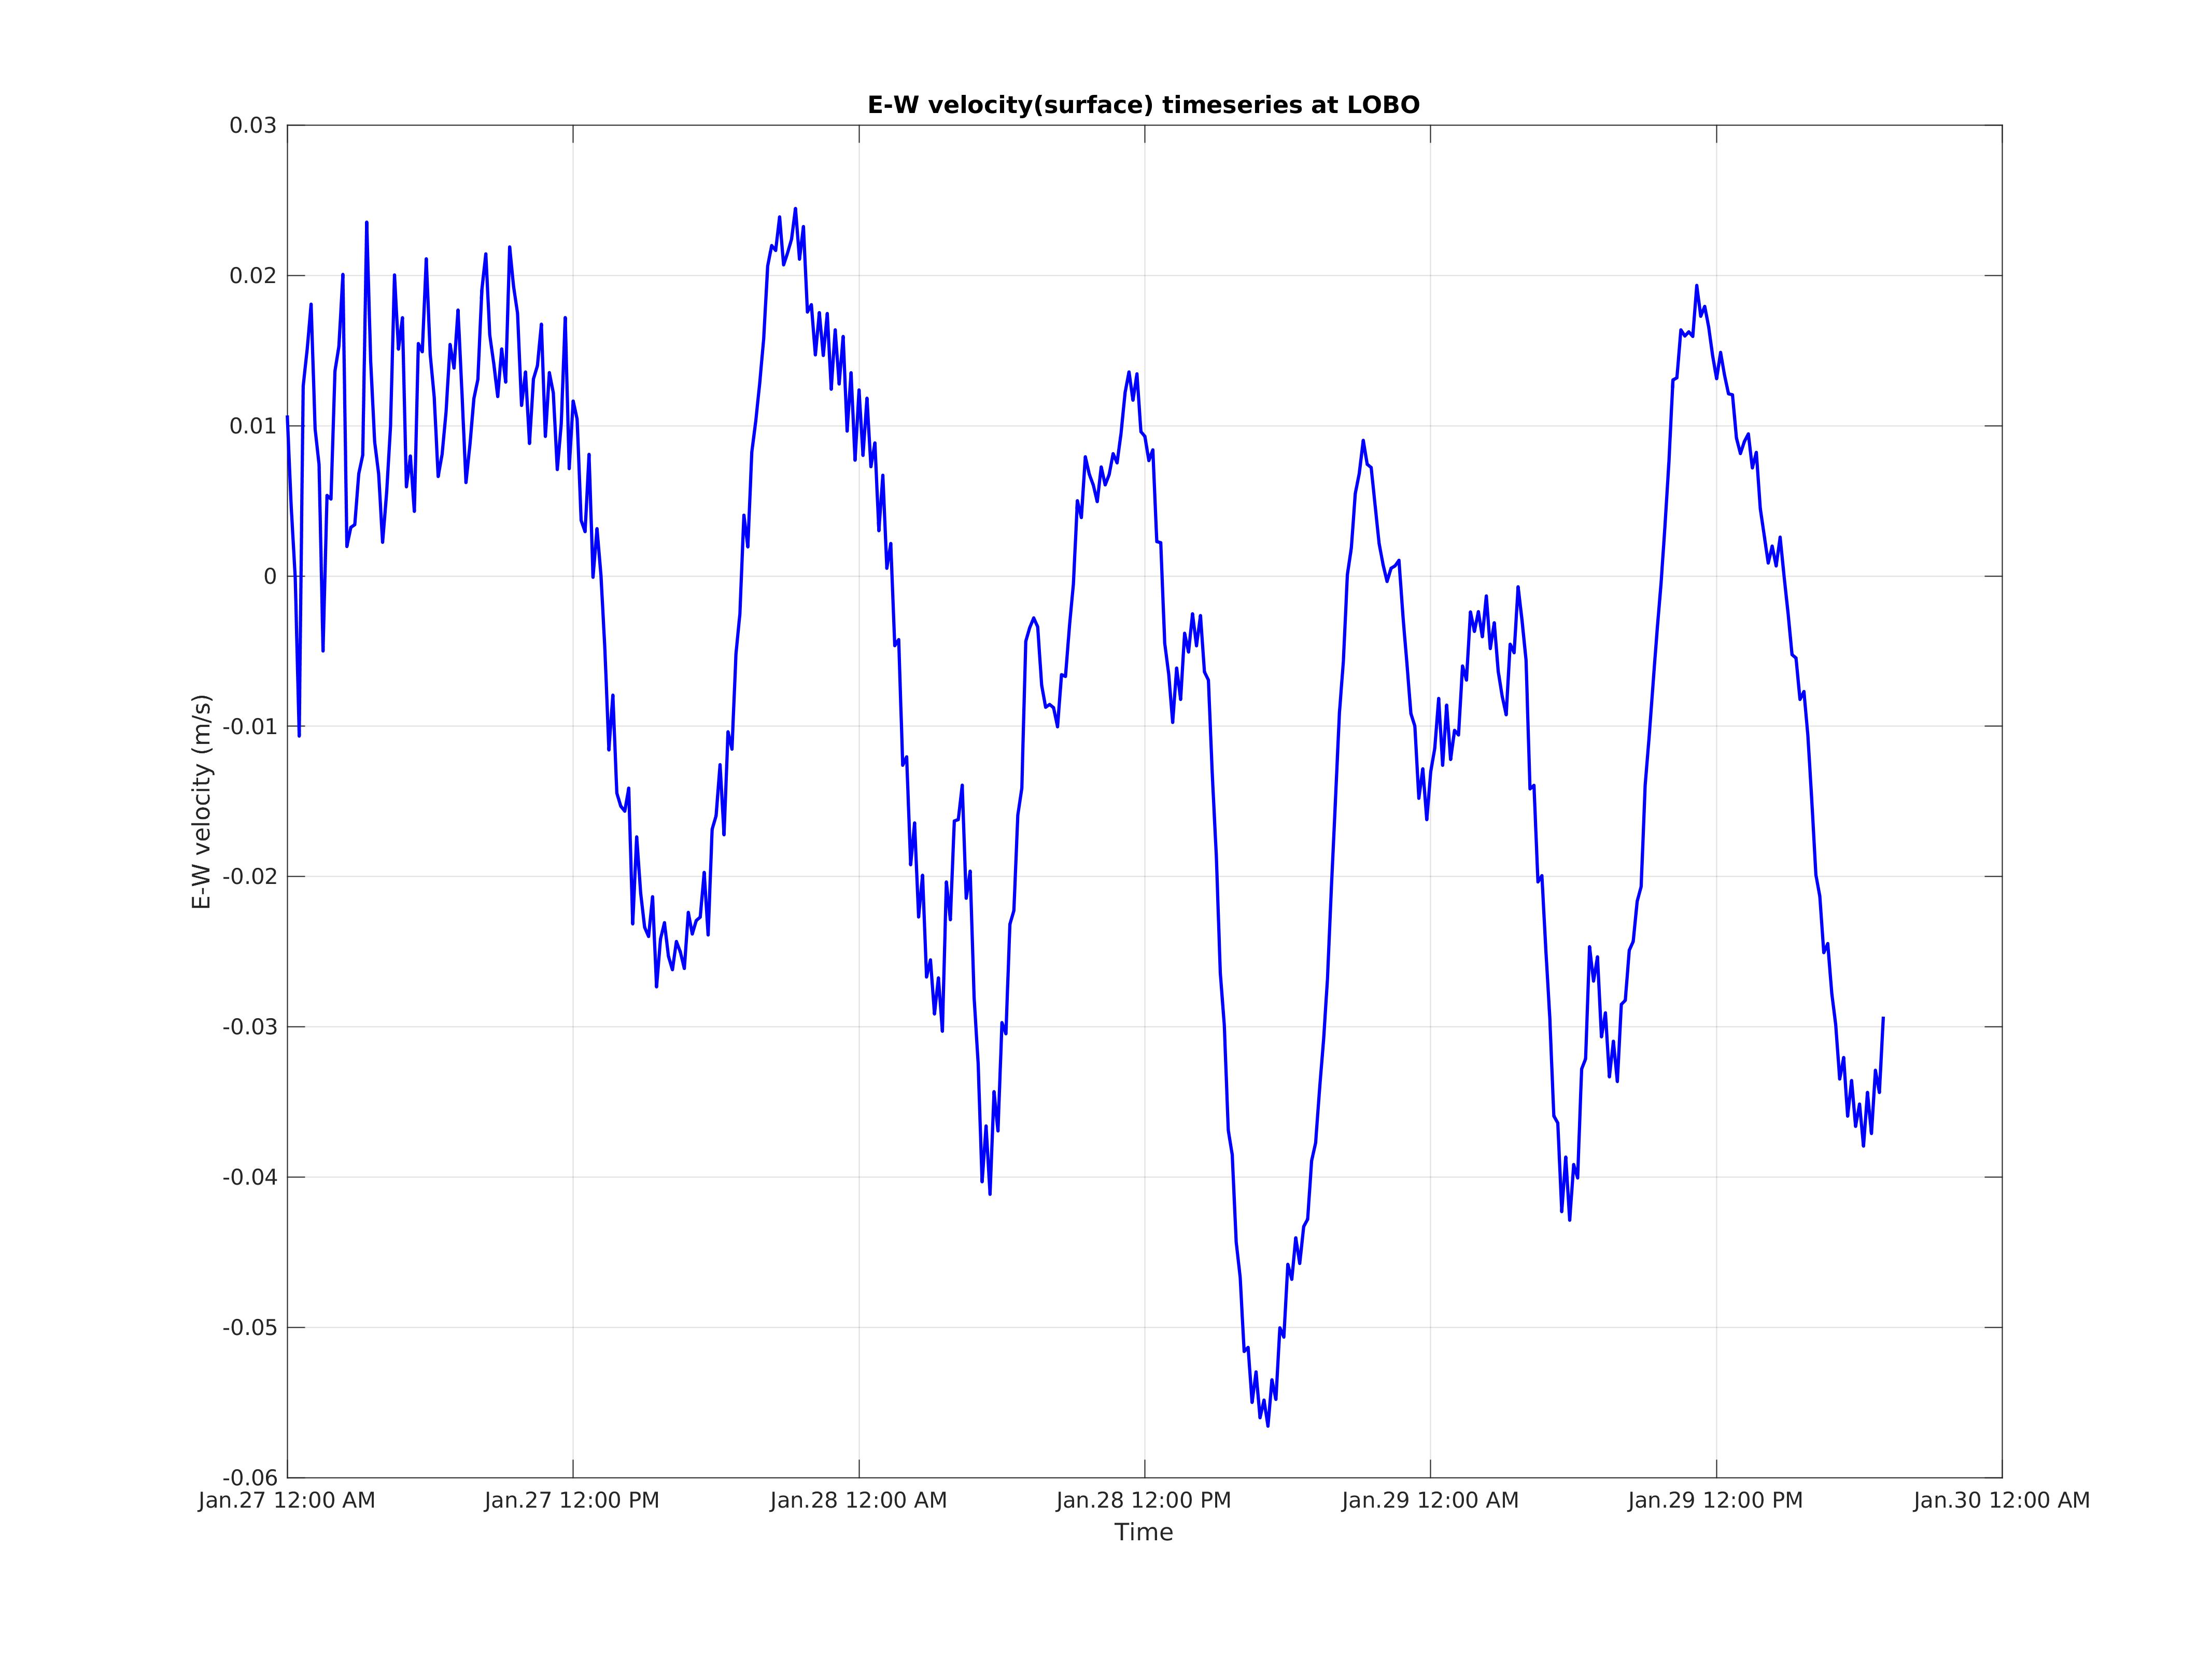 E-W velocity(surface) timeseries at LOBO
0.03
0.02
0.01
0
-0.01
-0.02
-0.03
-0.04
-0.05
-0.06
E-W velocity (m/s)
Jan.27 12:00 AM Jan.27 12:00 PM Jan.28 12:00 AM Jan.28 12:00 PM Jan.29 12:00 AM Jan.29 12:00 PM Jan.30 12:00 AM
Time